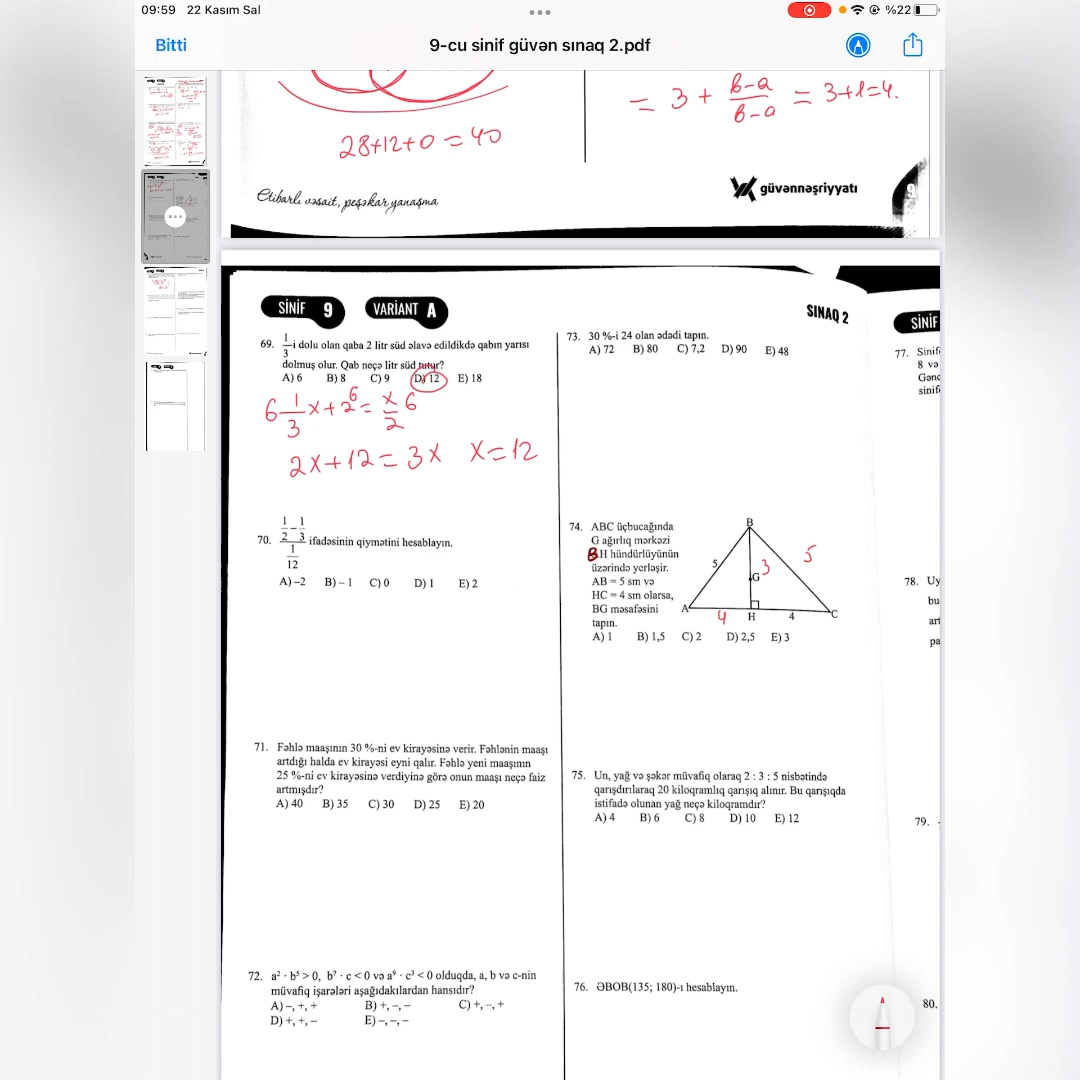 09:59 22 Kasım Sal
%22
Bitti
9-cu sinif güvən sınaq 2.pdf
28+12+0=40
= 3 + b-a / b-a = 3+1=4.
Etibarlı vəsait, peşəkar yanaşma
güvənnəşriyyatı
SİNİF 9
VARİANT A
SINAQ 2
69. 1/3-i dolu olan qaba 2 litr süd əlavə edildikdə qabın yarısı
dolmuş olur. Qab neçə litr süd tutur?
A) 6 B) 8 C) 9 D) 12 E) 18
6 1/3 x + 2 6 = x/2 6
2x+12=3x x=12
70. 1/2 - 1/3 / 1/12 ifadəsinin qiymətini hesablayın.
A) –2 B) – 1 C) 0 D) 1 E) 2
71. Fəhlə maaşının 30 %-ni ev kirayəsinə verir. Fəhlənin maaşı
artdığı halda ev kirayəsi eyni qalır. Fəhlə yeni maaşının
25 %-ni ev kirayəsinə verdiyinə görə onun maaşı neçə faiz
artmışdır?
A) 40 B) 35 C) 30 D) 25 E) 20
72. a² · b⁵ > 0, b⁷ · c < 0 və a⁹ · c³ < 0 olduqda, a, b və c-nin
müvafiq işarələri aşağıdakılardan hansıdır?
A) –, +, + B) +, –, – C) +, –, +
D) +, +, – E) –, –, –
73. 30 %-i 24 olan ədədi tapın.
A) 72 B) 80 C) 7,2 D) 90 E) 48
74. ABC üçbucağında
G ağırlıq mərkəzi
BH hündürlüyünün
üzərində yerləşir.
AB = 5 sm və
HC = 4 sm olarsa,
BG məsafəsini
tapın.
A) 1 B) 1,5 C) 2 D) 2,5 E) 3
B
5 3 5
G
A 4 H 4 C
75. Un, yağ və şəkər müvafiq olaraq 2 : 3 : 5 nisbətində
qarışdırılaraq 20 kiloqramlıq qarışıq alınır. Bu qarışıqda
istifadə olunan yağ neçə kiloqramdır?
A) 4 B) 6 C) 8 D) 10 E) 12
76. ƏBOB(135; 180)-ı hesablayın.
SİNİF
77. Sinif
8 və
Gənc
sinif
78. Uy
bu
art
pa
79.
80.